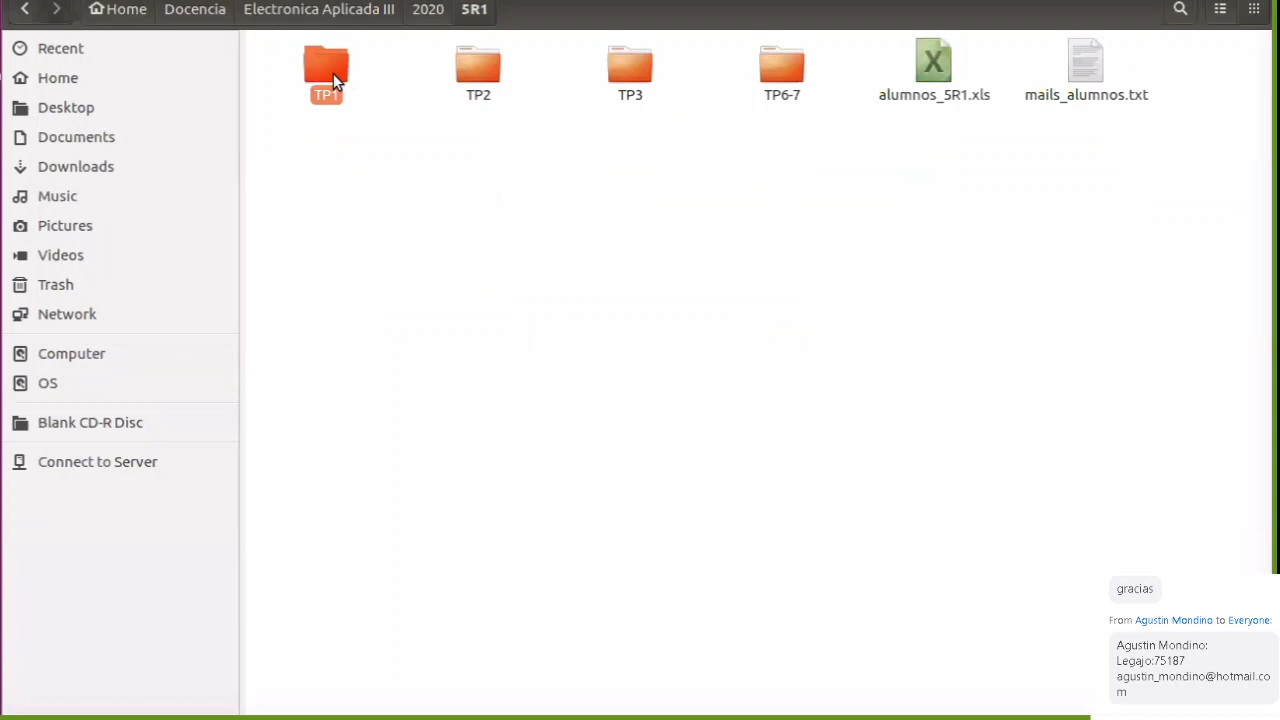 Home Docencia Electronica Aplicada III 2020 5R1
Recent
Home
Desktop
Documents
Downloads
Music
Pictures
Videos
Trash
Network
Computer
OS
Blank CD-R Disc
Connect to Server
TP1 TP2 TP3 TP6-7 alumnos_5R1.xls mails_alumnos.txt
gracias
From Agustin Mondino to Everyone:
Agustin Mondino:
Legajo:75187
agustin_mondino@hotmail.co
m